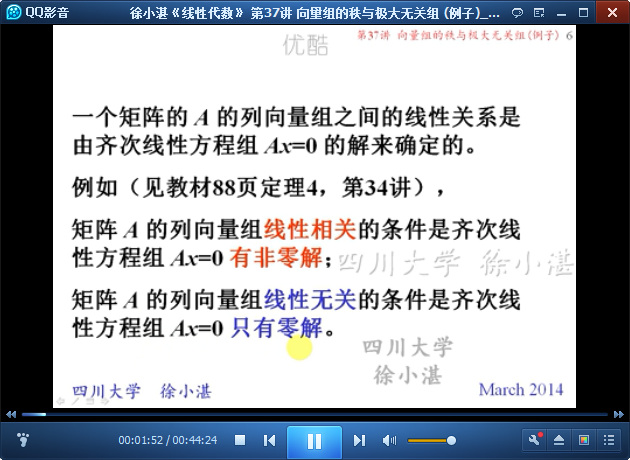 QQ影音
徐小湛《线性代数》 第37讲 向量组的秩与极大无关组 (例子)_...
优酷
第37讲 向量组的秩与极大无关组(例子) 6
一个矩阵的 A 的列向量组之间的线性关系是
由齐次线性方程组 Ax=0 的解来确定的。
例如（见教材88页定理4，第34讲），
矩阵 A 的列向量组线性相关的条件是齐次线
性方程组 Ax=0 有非零解；
四川大学 徐小湛
矩阵 A 的列向量组线性无关的条件是齐次线
性方程组 Ax=0 只有零解。
四川大学
徐小湛
四川大学 徐小湛
March 2014
00:01:52 / 00:44:24